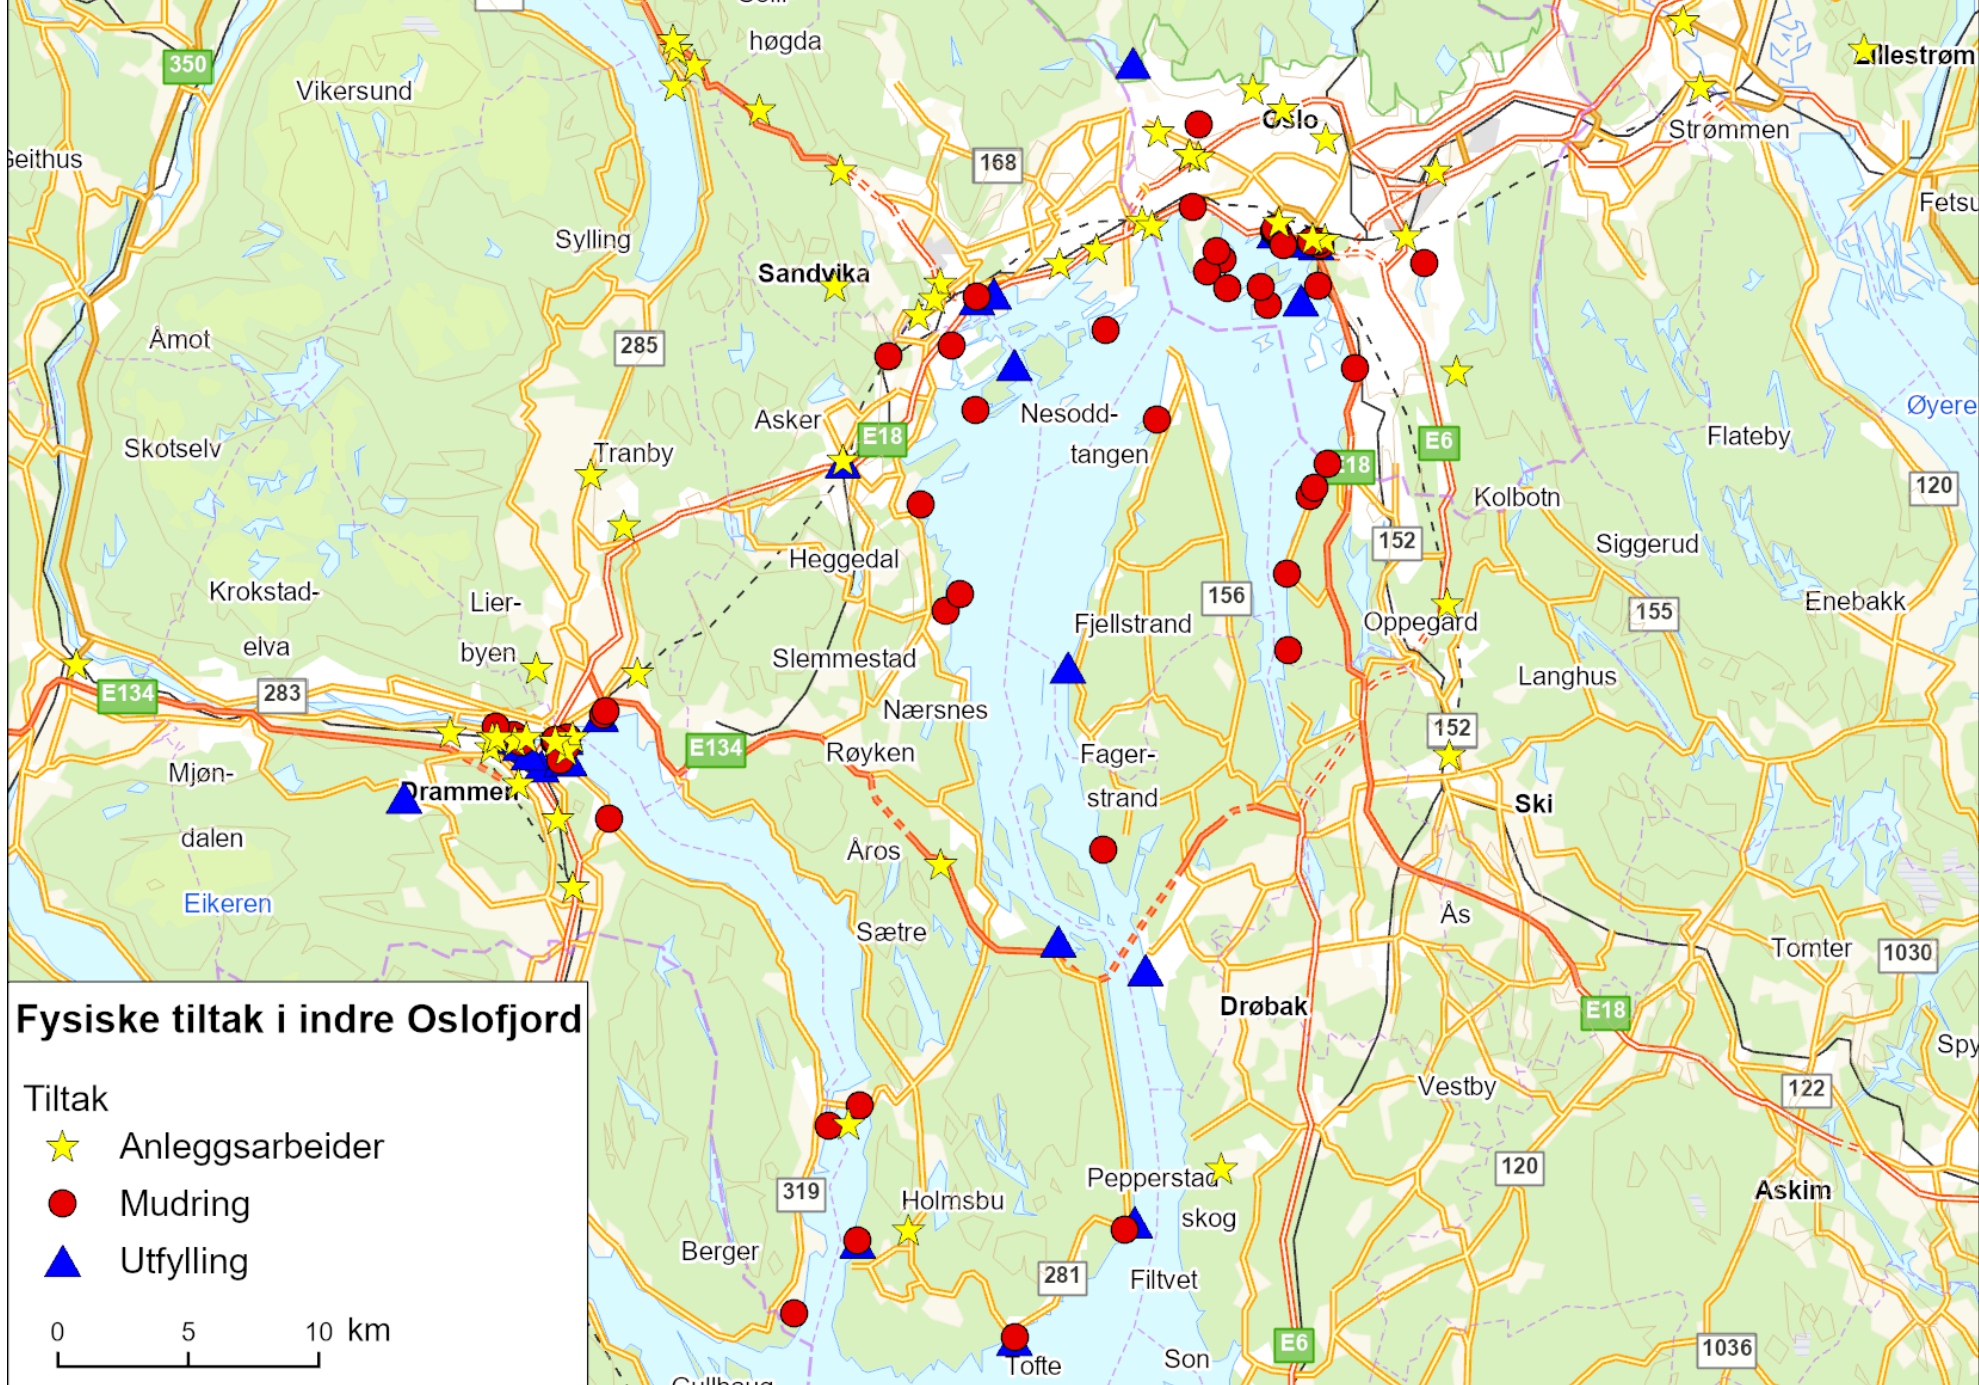 høgda
350
Vikersund
Lillestrøm
Oslo
Strømmen
Geithus
168
Fetsu
Sylling
Sandvika
Åmot
285
Øyere
Asker
Nesodd-
tangen
E18
E6
Flateby
Skotselv
Tranby
E18
120
Kolbotn
152
Siggerud
Heggedal
Krokstad-
elva
Lier-
byen
156
Fjellstrand
Oppegård
155
Enebakk
Slemmestad
Langhus
E134
283
Nærsnes
152
E134
Røyken
Fager-
strand
Mjøn-
dalen
Drammen
Ski
Åros
Eikeren
Ås
Sætre
Tomter
1030
Drøbak
E18
Spy
Vestby
122
120
Pepperstad
skog
319
Holmsbu
Askim
Berger
281
Filtvet
E6
1036
Tofte
Son
Fysiske tiltak i indre Oslofjord
Tiltak
Anleggsarbeider
Mudring
Utfylling
0 5 10 km